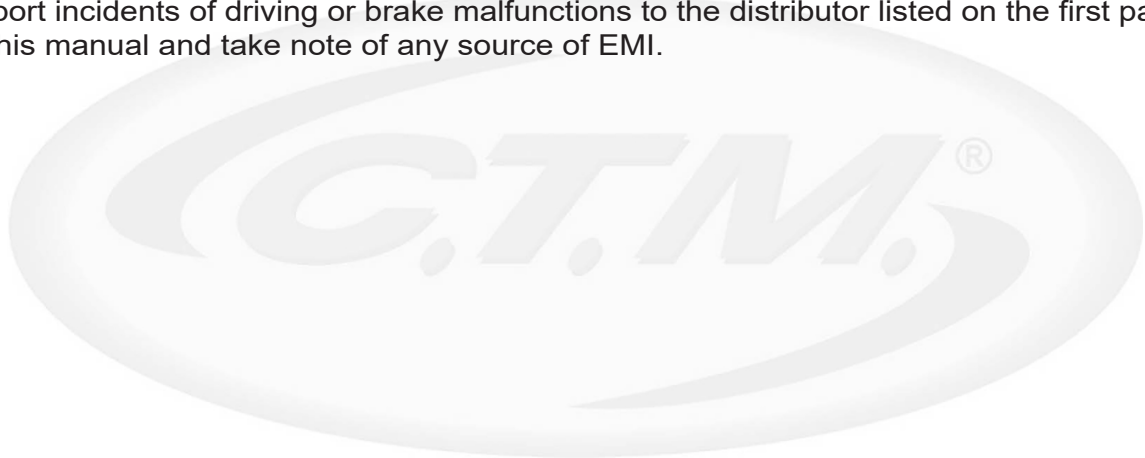 port incidents of driving or brake malfunctions to the distributor listed on the first pa
his manual and take note of any source of EMI.
C.T.M.®